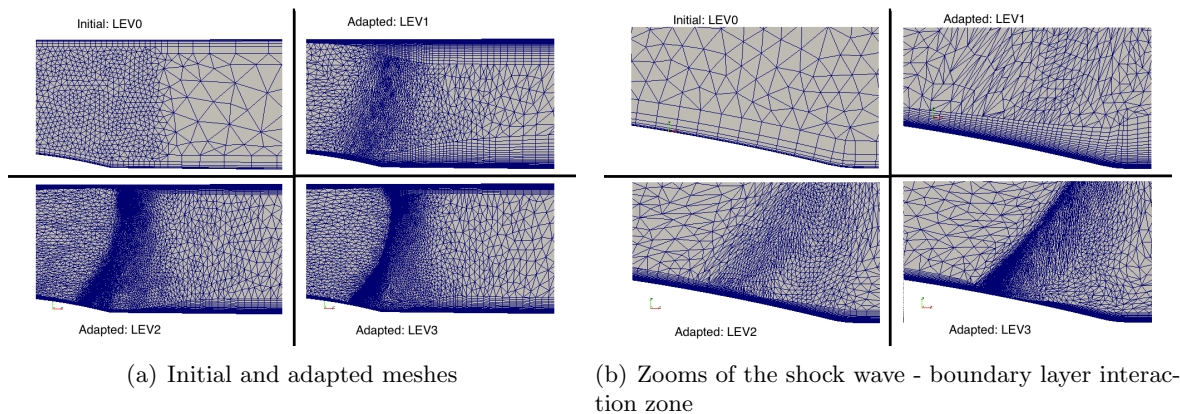 Initial: LEV0
Adapted: LEV1
Adapted: LEV2
Adapted: LEV3
(a) Initial and adapted meshes
Initial: LEV0
Adapted: LEV1
Adapted: LEV2
Adapted: LEV3
(b) Zooms of the shock wave - boundary layer interac-
tion zone